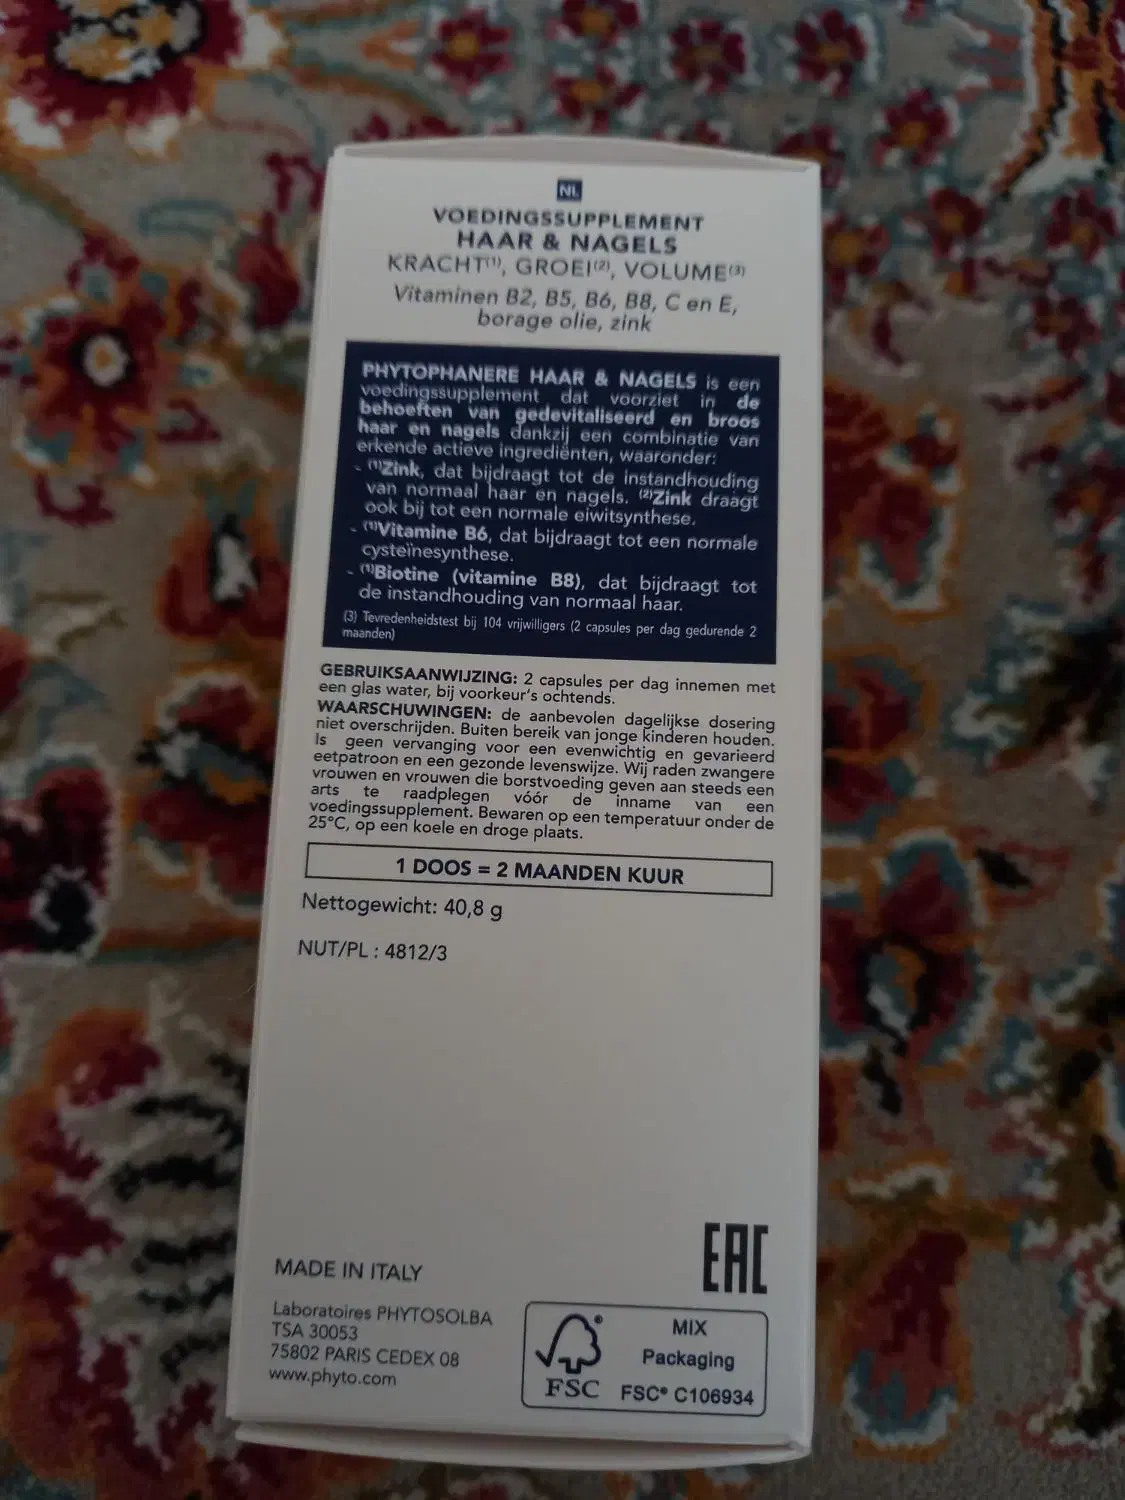 NL
VOEDINGSSUPPLEMENT
HAAR & NAGELS
KRACHT(1), GROEI(2), VOLUME(3)
Vitaminen B2, B5, B6, B8, C en E,
borage olie, zink
PHYTOPHANERE HAAR & NAGELS is een
voedingssupplement dat voorziet in de
behoeften van gedevitaliseerd en broos
haar en nagels dankzij een combinatie van
erkende actieve ingrediënten, waaronder:
- (1)Zink, dat bijdraagt tot de instandhouding
van normaal haar en nagels. (2)Zink draagt
ook bij tot een normale eiwitsynthese.
- (1)Vitamine B6, dat bijdraagt tot een normale
cysteïnesynthese.
- (1)Biotine (vitamine B8), dat bijdraagt tot
de instandhouding van normaal haar.
(3) Tevredenheidstest bij 104 vrijwilligers (2 capsules per dag gedurende 2
maanden)
GEBRUIKSAANWIJZING: 2 capsules per dag innemen met
een glas water, bij voorkeur's ochtends.
WAARSCHUWINGEN: de aanbevolen dagelijkse dosering
niet overschrijden. Buiten bereik van jonge kinderen houden.
Is geen vervanging voor een evenwichtig en gevarieerd
eetpatroon en een gezonde levenswijze. Wij raden zwangere
vrouwen en vrouwen die borstvoeding geven aan steeds een
arts te raadplegen vóór de inname van een
voedingssupplement. Bewaren op een temperatuur onder de
25°C, op een koele en droge plaats.
1 DOOS = 2 MAANDEN KUUR
Nettogewicht: 40,8 g
NUT/PL : 4812/3
EAC
MADE IN ITALY
Laboratoires PHYTOSOLBA
TSA 30053
75802 PARIS CEDEX 08
www.phyto.com
FSC
MIX
Packaging
FSC® C106934